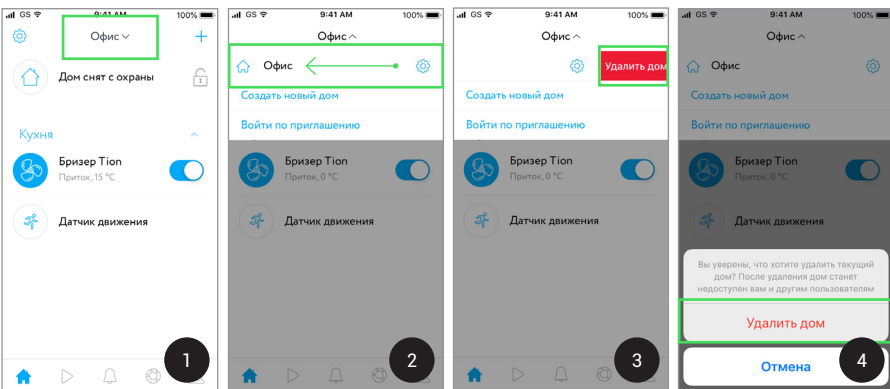 GS 9:41 AM 100%
Офис
Дом снят с охраны
Кухня
Бризер Tion
Приток, 15 °C
Датчик движения
1
GS 9:41 AM 100%
Офис
Офис
Создать новый дом
Войти по приглашению
Бризер Tion
Приток, 0 °C
Датчик движения
2
GS 9:41 AM 100%
Офис
Удалить дом
Создать новый дом
Войти по приглашению
Бризер Tion
Приток, 0 °C
Датчик движения
3
GS 9:41 AM 100%
Офис
Офис
Создать новый дом
Войти по приглашению
Бризер Tion
Приток, 0 °C
Датчик движения
Вы уверены, что хотите удалить текущий
дом? После удаления дом станет
недоступен вам и другим пользователям
Удалить дом
Отмена
4